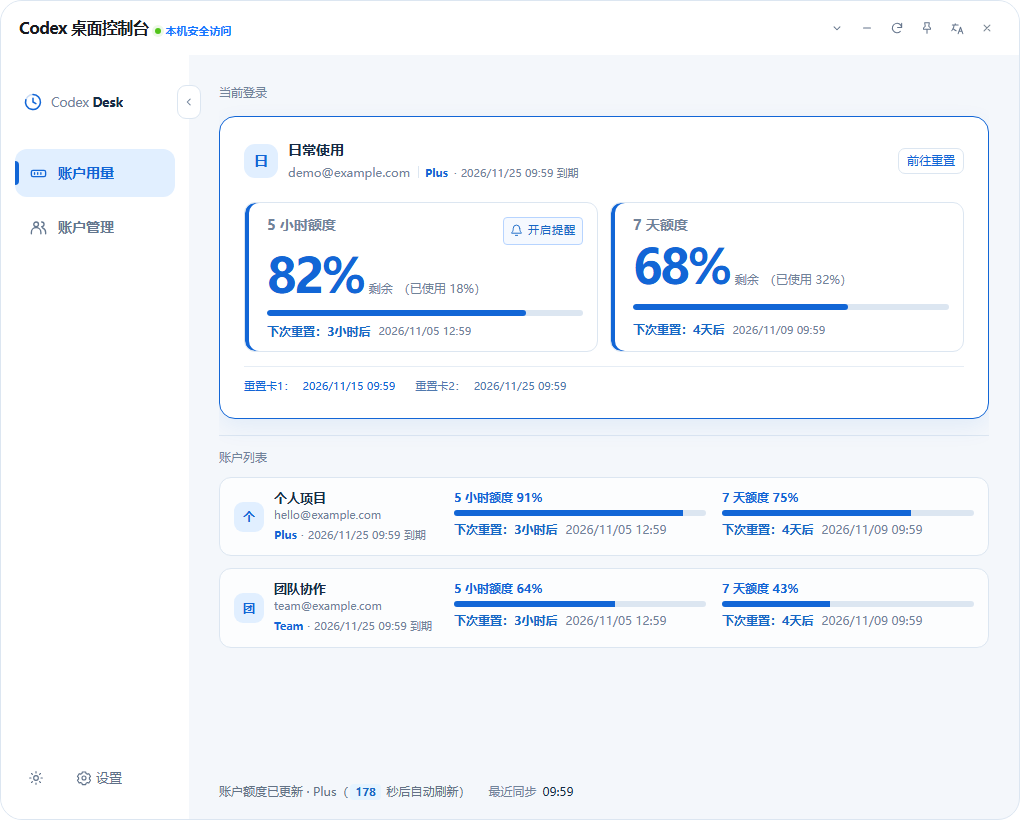 Codex 桌面控制台 本机安全访问
Codex Desk
账户用量
账户管理
设置
当前登录
日
日常使用
demo@example.com Plus · 2026/11/25 09:59 到期
前往重置
5 小时额度
开启提醒
82% 剩余 (已使用 18%)
下次重置：3小时后 2026/11/05 12:59
7 天额度
68% 剩余 (已使用 32%)
下次重置：4天后 2026/11/09 09:59
重置卡1： 2026/11/15 09:59 重置卡2： 2026/11/25 09:59
账户列表
个
个人项目
hello@example.com
Plus · 2026/11/25 09:59 到期
5 小时额度 91%
下次重置：3小时后 2026/11/05 12:59
7 天额度 75%
下次重置：4天后 2026/11/09 09:59
团
团队协作
team@example.com
Team · 2026/11/25 09:59 到期
5 小时额度 64%
下次重置：3小时后 2026/11/05 12:59
7 天额度 43%
下次重置：4天后 2026/11/09 09:59
账户额度已更新 · Plus（ 178 秒后自动刷新） 最近同步 09:59